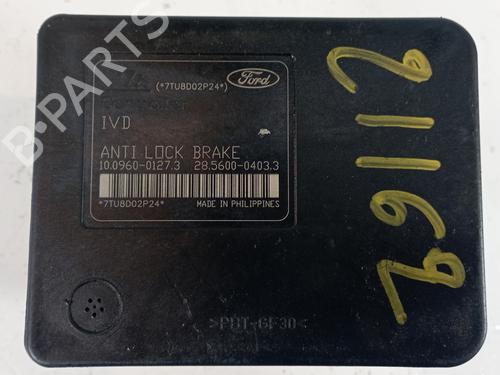 (*7TU8D02P24*)
Ford
IVD
ANTI LOCK BRAKE
10.0960-0127.3 28.5600-0403.3
*7TU8D02P24* MADE IN PHILIPPINES
>PBT-GF30<
211162
B-PARTS